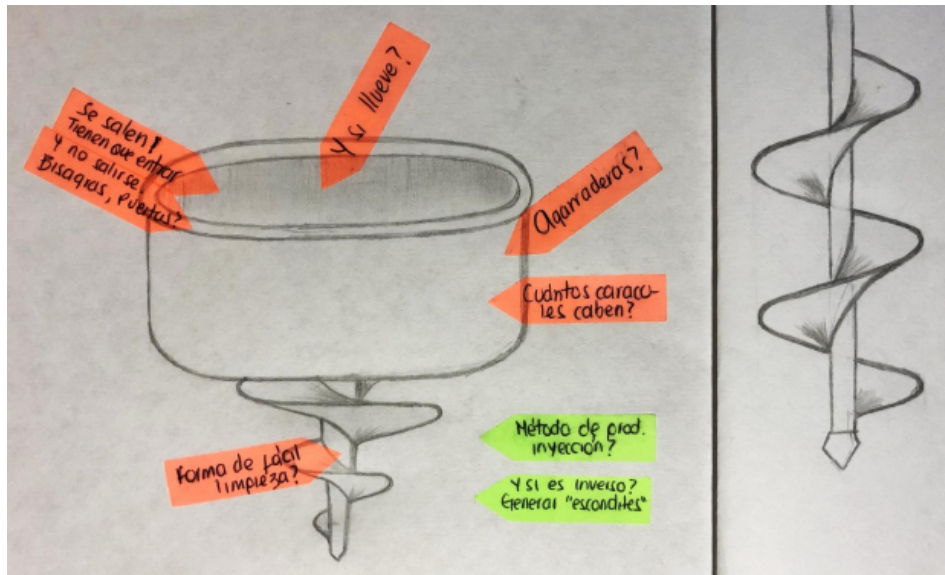 Y si llueve?
Se salen!
Tienen que entrar
y no salirse.
Bisagras, puertas?
Agarraderas?
Cuántos caraco-
les caben?
Método de prod.
inyección?
Forma de fácil
limpieza?
Y si es inverso?
Generar "escondites"